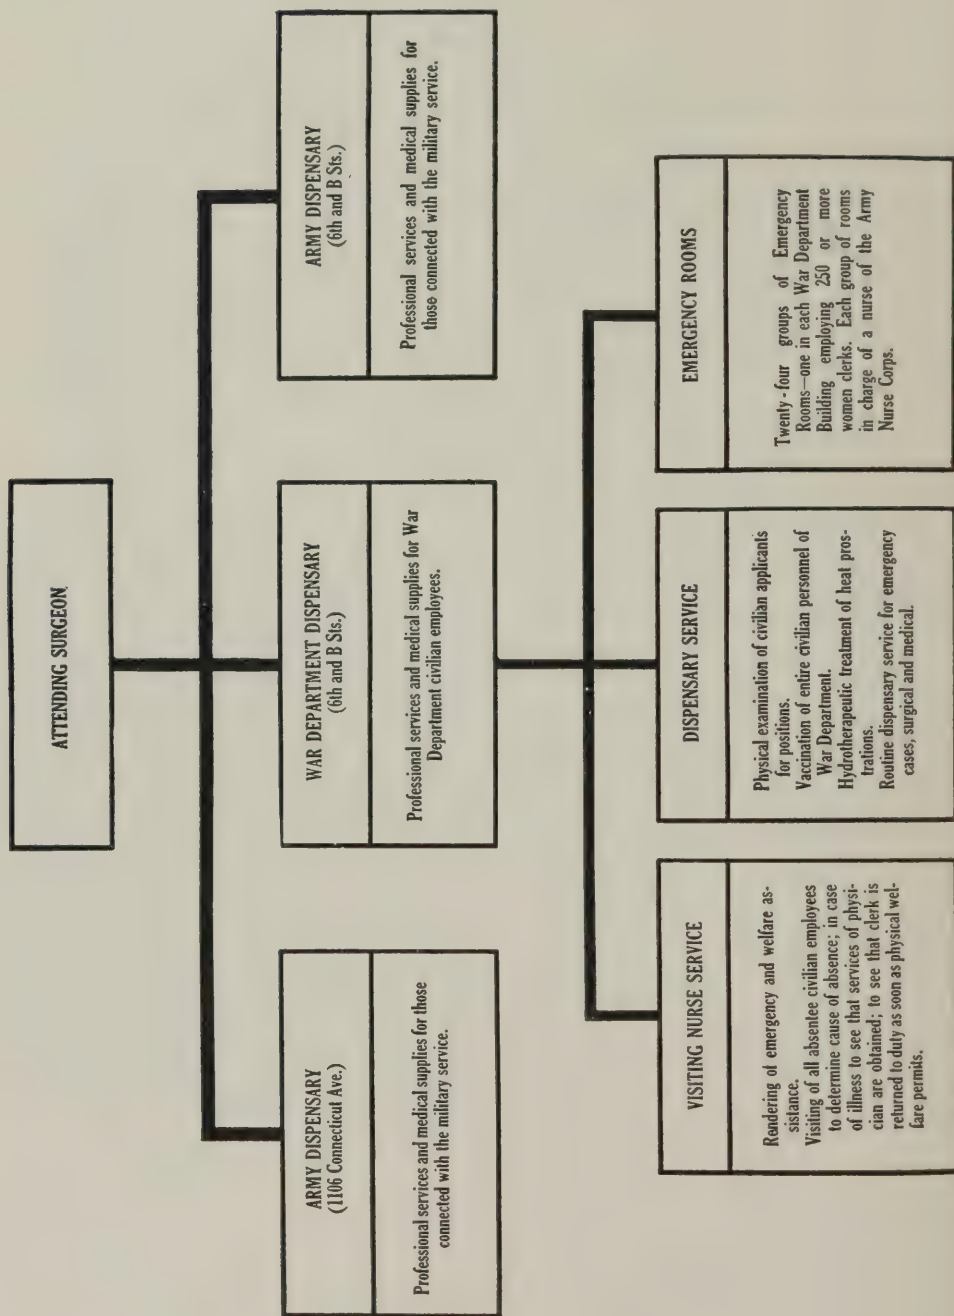 ATTENDING SURGEON
ARMY DISPENSARY
(1106 Connecticut Ave.)
Professional services and medical supplies for those
connected with the military service.
WAR DEPARTMENT DISPENSARY
(6th and B Sts.)
Professional services and medical supplies for War
Department civilian employees.
ARMY DISPENSARY
(6th and B Sts.)
Professional services and medical supplies for
those connected with the military service.
VISITING NURSE SERVICE
Rendering of emergency and welfare as-
sistance.
Visiting of all absentee civilian employees
to determine cause of absence; in case
of illness to see that services of physi-
cian are obtained; to see that clerk is
returned to duty as soon as physical wel-
fare permits.
DISPENSARY SERVICE
Physical examination of civilian applicants
for positions.
Vaccination of entire civilian personnel of
War Department.
Hydrotherapeutic treatment of heat pros-
trations.
Routine dispensary service for emergency
cases, surgical and medical.
EMERGENCY ROOMS
Twenty-four groups of Emergency
Rooms—one in each War Department
Building employing 250 or more
women clerks. Each group of rooms
in charge of a nurse of the Army
Nurse Corps.